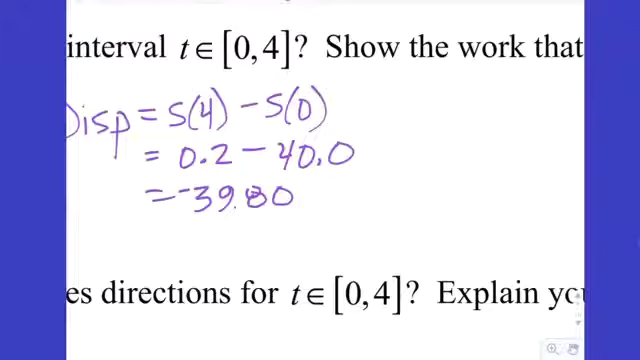 interval t ∈ [0, 4]? Show the work that
Disp = S(4) - S(0)
= 0.2 - 40.0
= -39.80
es directions for t ∈ [0, 4]? Explain you